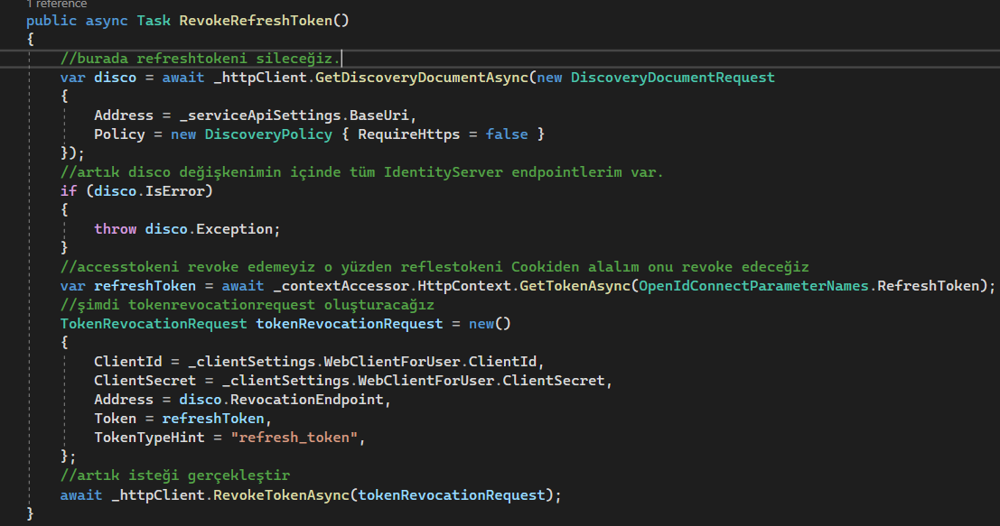 1 reference
public async Task RevokeRefreshToken()
{
//burada refreshtokeni sileceğiz.
var disco = await _httpClient.GetDiscoveryDocumentAsync(new DiscoveryDocumentRequest
{
Address = _serviceApiSettings.BaseUri,
Policy = new DiscoveryPolicy { RequireHttps = false }
});
//artık disco değişkenimin içinde tüm IdentityServer endpointlerim var.
if (disco.IsError)
{
throw disco.Exception;
}
//accesstokeni revoke edemeyiz o yüzden reflestokeni Cookiden alalım onu revoke edeceğiz
var refreshToken = await _contextAccessor.HttpContext.GetTokenAsync(OpenIdConnectParameterNames.RefreshToken);
//şimdi tokenrevocationrequest oluşturacağız
TokenRevocationRequest tokenRevocationRequest = new()
{
ClientId = _clientSettings.WebClientForUser.ClientId,
ClientSecret = _clientSettings.WebClientForUser.ClientSecret,
Address = disco.RevocationEndpoint,
Token = refreshToken,
TokenTypeHint = "refresh_token",
};
//artık isteği gerçekleştir
await _httpClient.RevokeTokenAsync(tokenRevocationRequest);
}